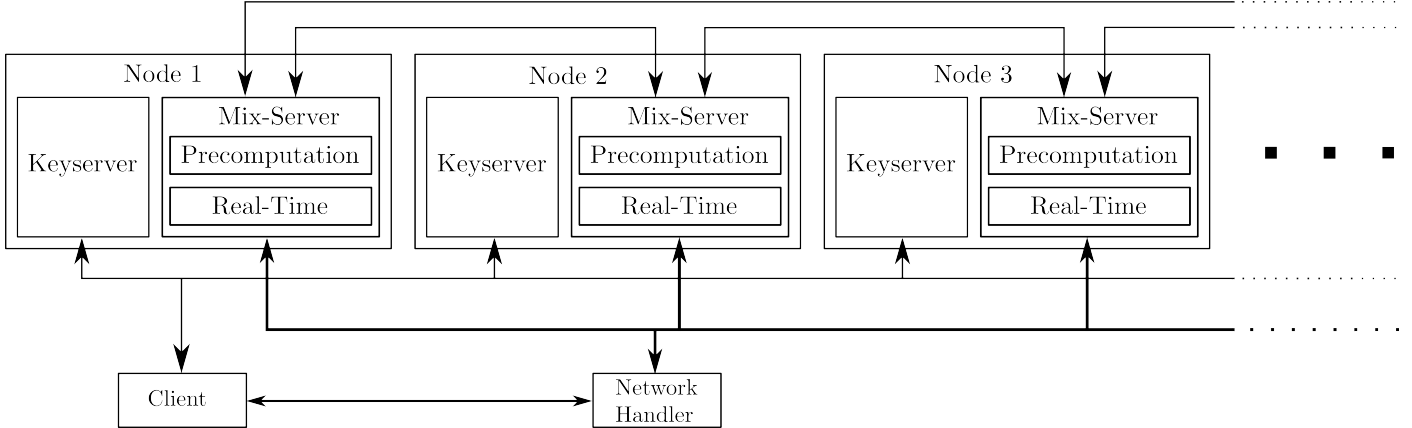 Node 1
Keyserver
Mix-Server
Precomputation
Real-Time
Node 2
Keyserver
Mix-Server
Precomputation
Real-Time
Node 3
Keyserver
Mix-Server
Precomputation
Real-Time
Client
Network
Handler